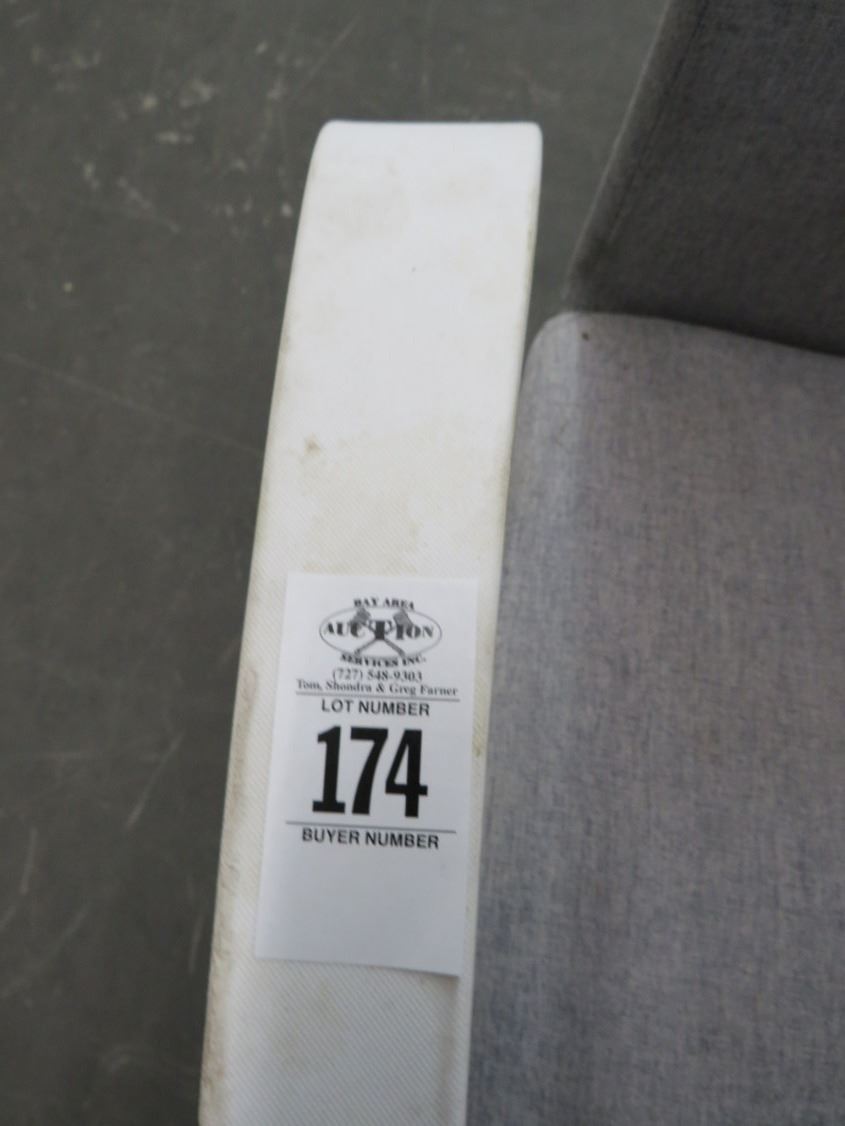 BAY AREA
AUCTION
SERVICES INC.
(727) 548-9303
Tom, Shondra & Greg Farner
LOT NUMBER
174
BUYER NUMBER